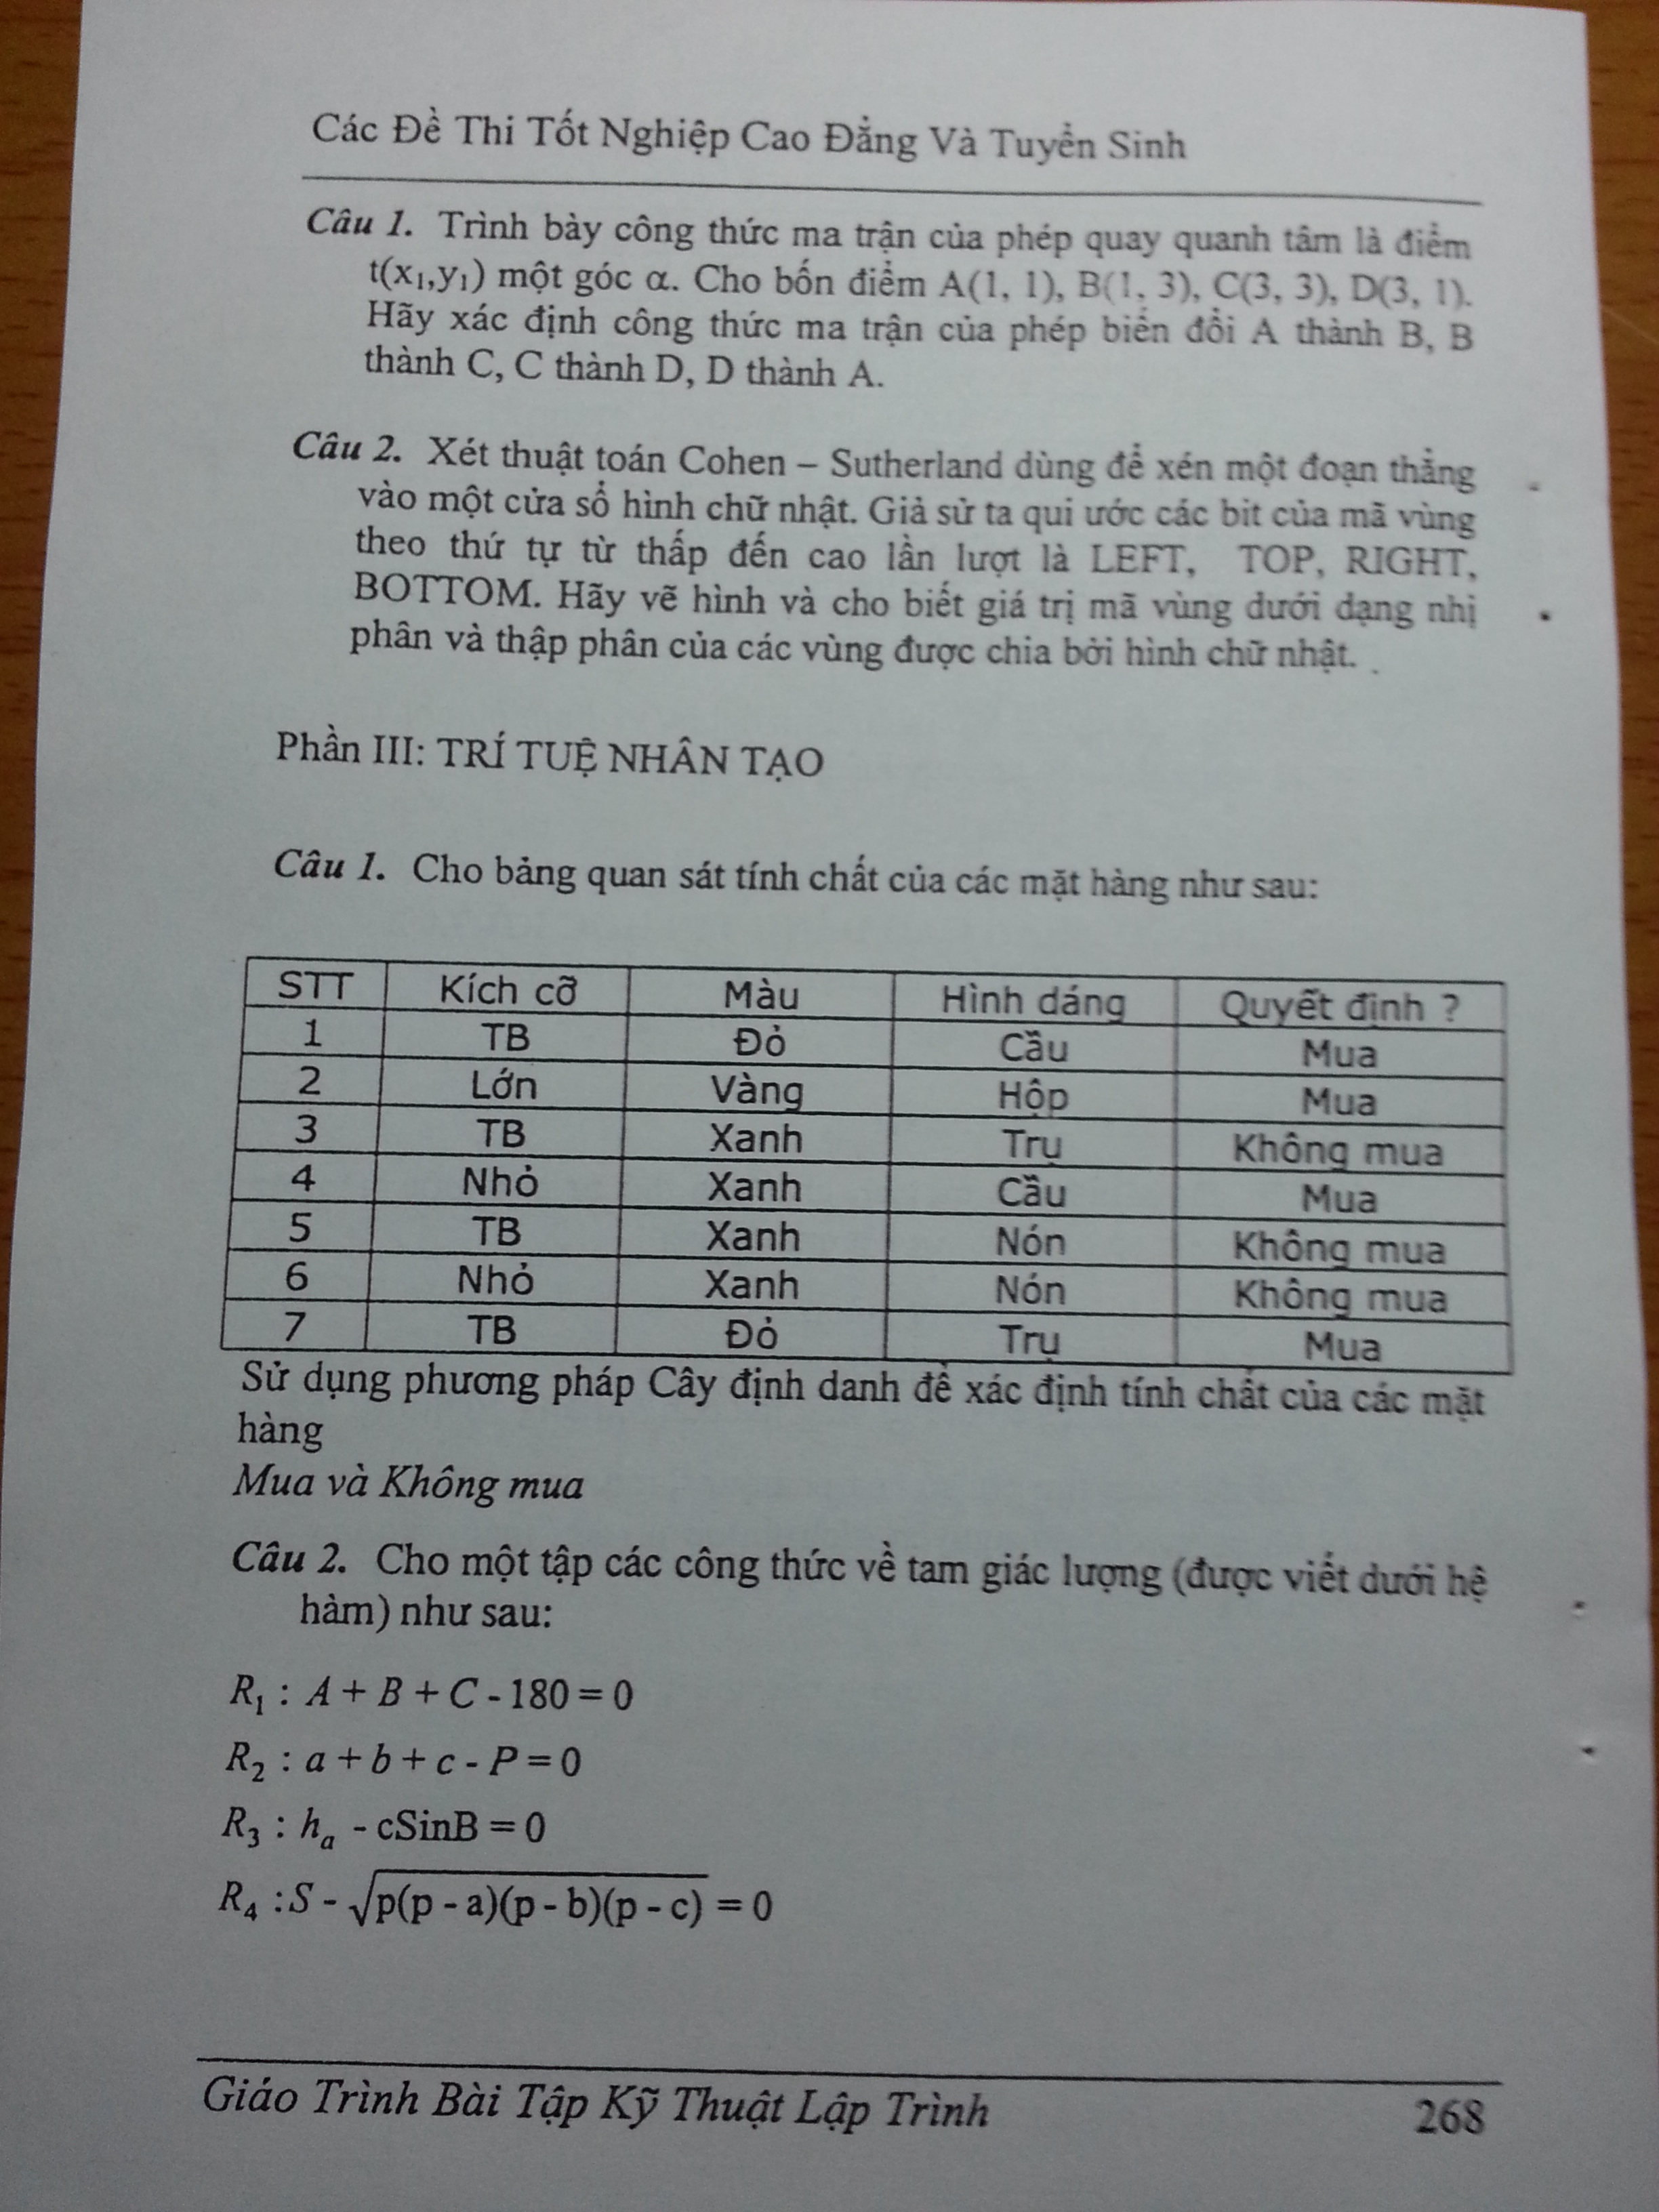 Các Đề Thi Tốt Nghiệp Cao Đẳng Và Tuyển Sinh
Câu 1. Trình bày công thức ma trận của phép quay quanh tâm là điểm
t(x₁,y₁) một góc α. Cho bốn điểm A(1, 1), B(1, 3), C(3, 3), D(3, 1).
Hãy xác định công thức ma trận của phép biến đổi A thành B, B
thành C, C thành D, D thành A.
Câu 2. Xét thuật toán Cohen – Sutherland dùng để xén một đoạn thẳng
vào một cửa sổ hình chữ nhật. Giả sử ta qui ước các bit của mã vùng
theo thứ tự từ thấp đến cao lần lượt là LEFT, TOP, RIGHT,
BOTTOM. Hãy vẽ hình và cho biết giá trị mã vùng dưới dạng nhị
phân và thập phân của các vùng được chia bởi hình chữ nhật.
Phần III: TRÍ TUỆ NHÂN TẠO
Câu 1. Cho bảng quan sát tính chất của các mặt hàng như sau:
STT Kích cỡ Màu Hình dáng Quyết định ?
1 TB Đỏ Cầu Mua
2 Lớn Vàng Hộp Mua
3 TB Xanh Trụ Không mua
4 Nhỏ Xanh Cầu Mua
5 TB Xanh Nón Không mua
6 Nhỏ Xanh Nón Không mua
7 TB Đỏ Trụ Mua
Sử dụng phương pháp Cây định danh để xác định tính chất của các mặt
hàng
Mua và Không mua
Câu 2. Cho một tập các công thức về tam giác lượng (được viết dưới hệ
hàm) như sau:
R₁ : A + B + C - 180 = 0
R₂ : a + b + c - P = 0
R₃ : hₐ - cSinB = 0
R₄ : S - √p(p - a)(p - b)(p - c) = 0
Giáo Trình Bài Tập Kỹ Thuật Lập Trình 268